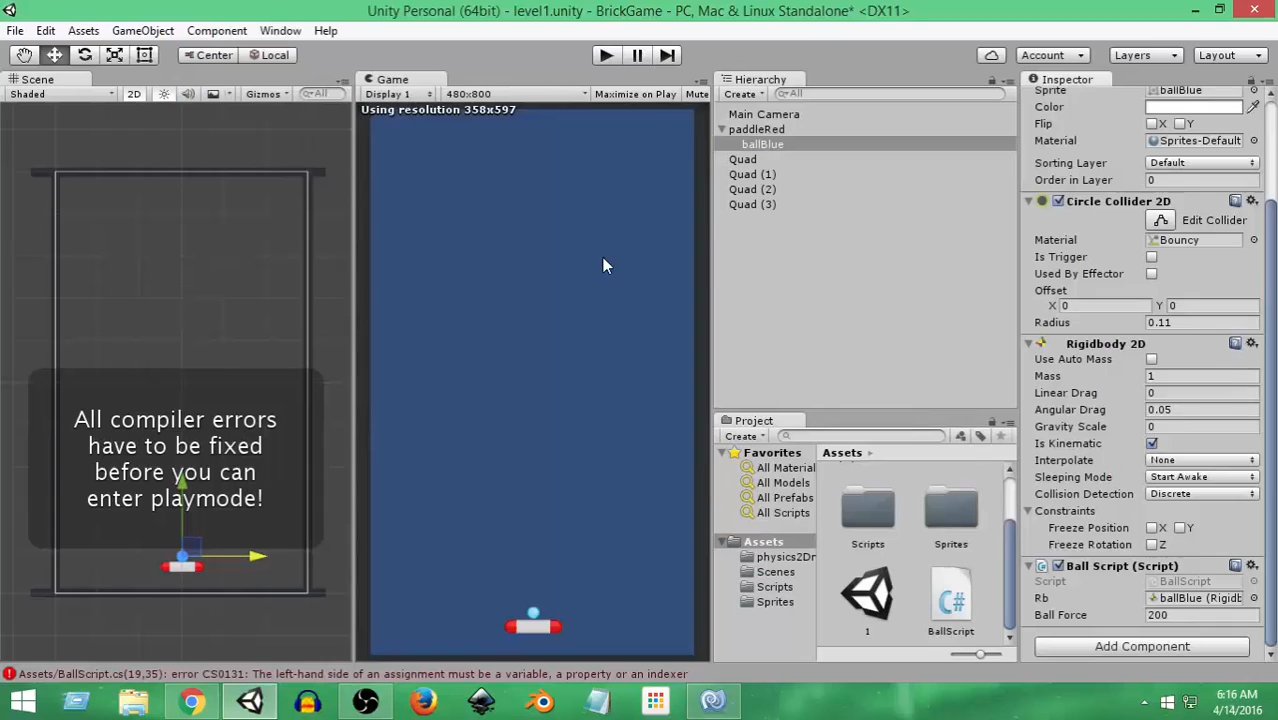 Unity Personal (64bit) - level1.unity - BrickGame - PC, Mac & Linux Standalone* <DX11>
File Edit Assets GameObject Component Window Help
Center Local Account Layers Layout
Scene Game Hierarchy Inspector
Shaded 2D Gizmos All Display 1 480x800 Maximize on Play Mute Create All
Using resolution 358x597
Sprite ballBlue
Color
Flip X Y
Material Sprites-Default
Sorting Layer Default
Order in Layer 0
Main Camera
paddleRed
ballBlue
Quad
Quad (1)
Quad (2)
Quad (3)
Circle Collider 2D
Edit Collider
Material Bouncy
Is Trigger
Used By Effector
Offset
X 0 Y 0
Radius 0.11
Rigidbody 2D
Use Auto Mass
Mass 1
Linear Drag 0
Angular Drag 0.05
Gravity Scale 0
Is Kinematic
Interpolate None
Sleeping Mode Start Awake
Collision Detection Discrete
Constraints
Freeze Position X Y
Freeze Rotation Z
Ball Script (Script)
Script BallScript
Rb ballBlue (Rigidb
Ball Force 200
Add Component
All compiler errors
have to be fixed
before you can
enter playmode!
Project
Create
Favorites
All Material
All Models
All Prefabs
All Scripts
Assets
physics2Dr
Scenes
Scripts
Sprites
Assets
Scripts Sprites
1 BallScript
C#
Assets/BallScript.cs(19,35): error CS0131: The left-hand side of an assignment must be a variable, a property or an indexer
6:16 AM
4/14/2016